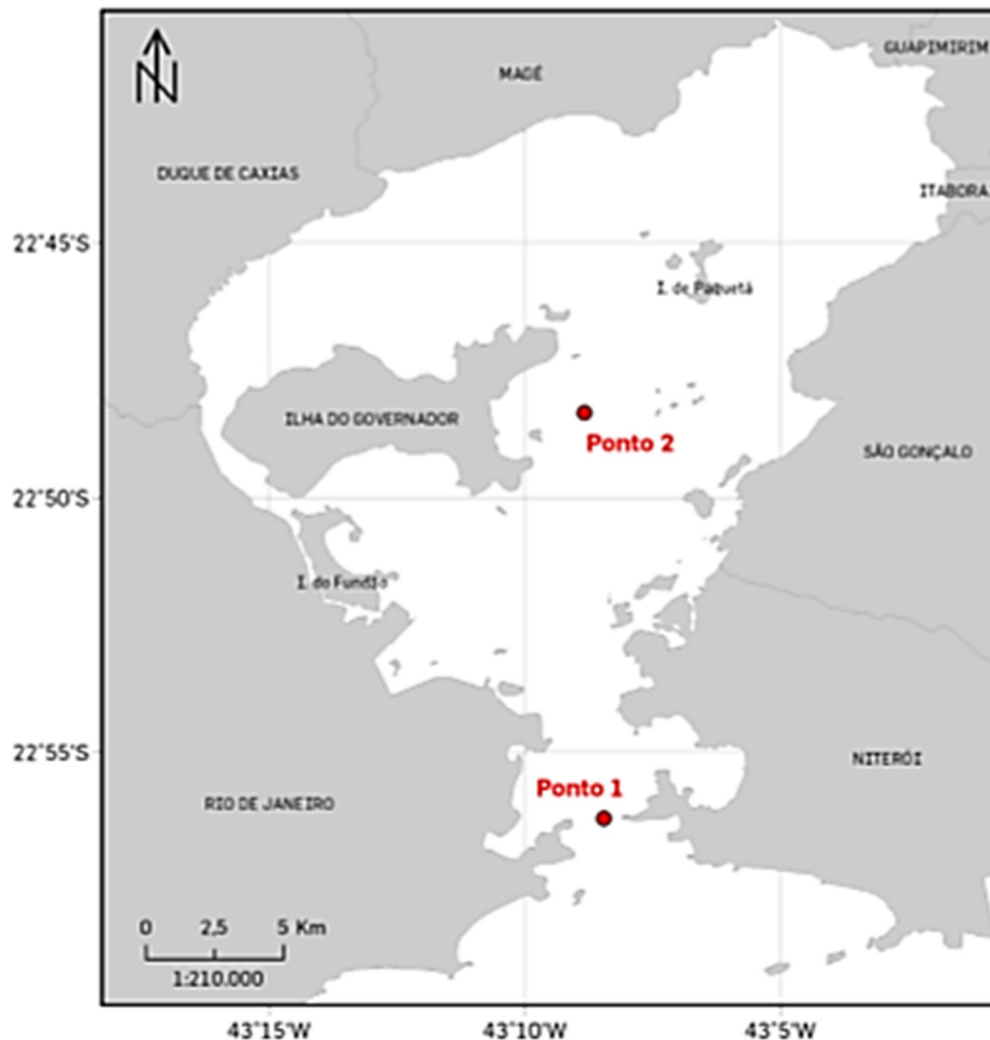 GUAPIMIRIM
MAGÉ
N
DUQUE DE CAXIAS
ITABORAÍ
22°45'S
I. de Paquetá
ILHA DO GOVERNADOR
Ponto 2
SÃO GONÇALO
22°50'S
I. do Fundão
22°55'S
NITERÓI
Ponto 1
RIO DE JANEIRO
0 2,5 5 Km
1:210.000
43°15'W 43°10'W 43°5'W